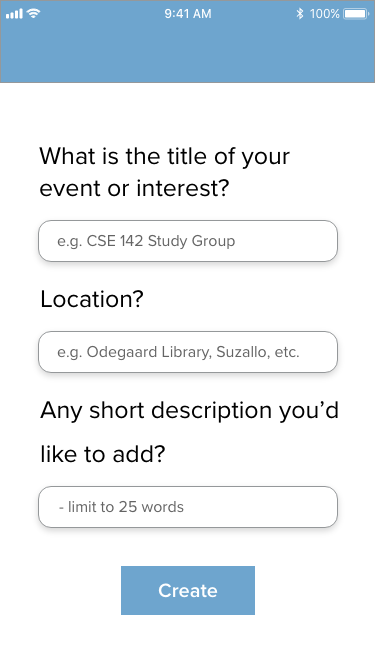 9:41 AM 100%
What is the title of your
event or interest?
e.g. CSE 142 Study Group
Location?
e.g. Odegaard Library, Suzallo, etc.
Any short description you’d
like to add?
- limit to 25 words
Create